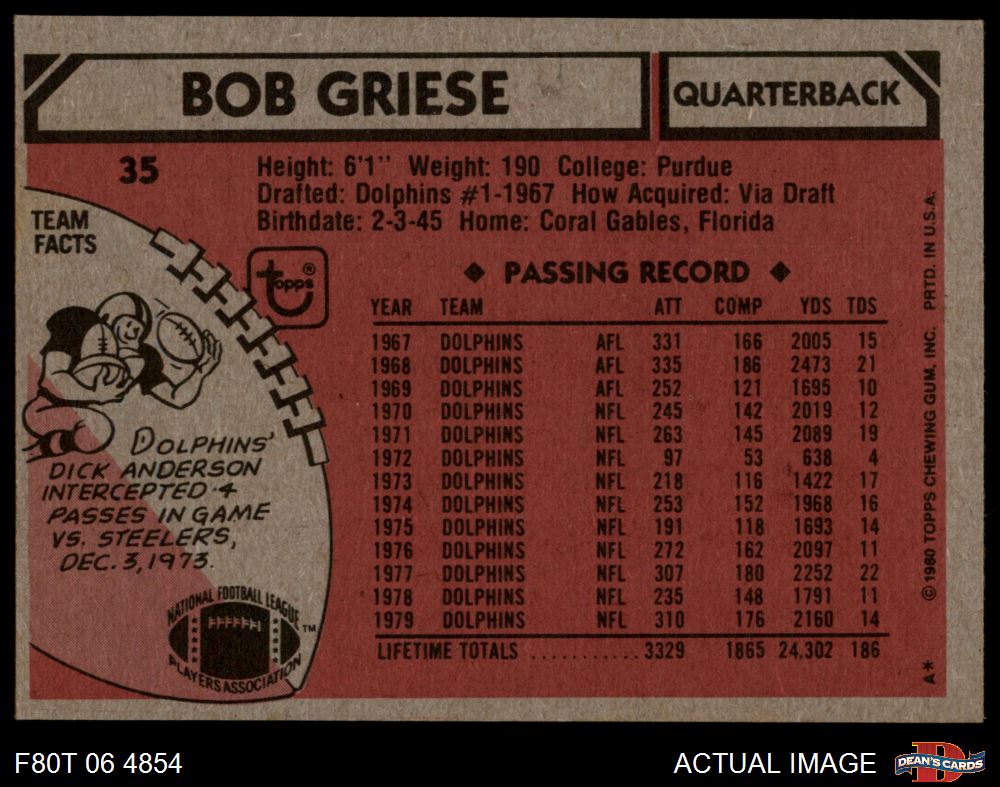 BOB GRIESE
QUARTERBACK
35
Height: 6'1" Weight: 190 College: Purdue
Drafted: Dolphins #1-1967 How Acquired: Via Draft
Birthdate: 2-3-45 Home: Coral Gables, Florida
TEAM
FACTS
topps®
DOLPHINS'
DICK ANDERSON
INTERCEPTED 4
PASSES IN GAME
VS. STEELERS,
DEC. 3, 1973.
NATIONAL FOOTBALL LEAGUE
PLAYERS ASSOCIATION
TM
◆ PASSING RECORD ◆
YEAR TEAM ATT COMP YDS TDS
1967 DOLPHINS AFL 331 166 2005 15
1968 DOLPHINS AFL 335 186 2473 21
1969 DOLPHINS AFL 252 121 1695 10
1970 DOLPHINS NFL 245 142 2019 12
1971 DOLPHINS NFL 263 145 2089 19
1972 DOLPHINS NFL 97 53 638 4
1973 DOLPHINS NFL 218 116 1422 17
1974 DOLPHINS NFL 253 152 1968 16
1975 DOLPHINS NFL 191 118 1693 14
1976 DOLPHINS NFL 272 162 2097 11
1977 DOLPHINS NFL 307 180 2252 22
1978 DOLPHINS NFL 235 148 1791 11
1979 DOLPHINS NFL 310 176 2160 14
LIFETIME TOTALS ........... 3329 1865 24,302 186
A* © 1980 TOPPS CHEWING GUM, INC. PRTD. IN U.S.A.
F80T 06 4854
ACTUAL IMAGE
D
DEAN'S CARDS